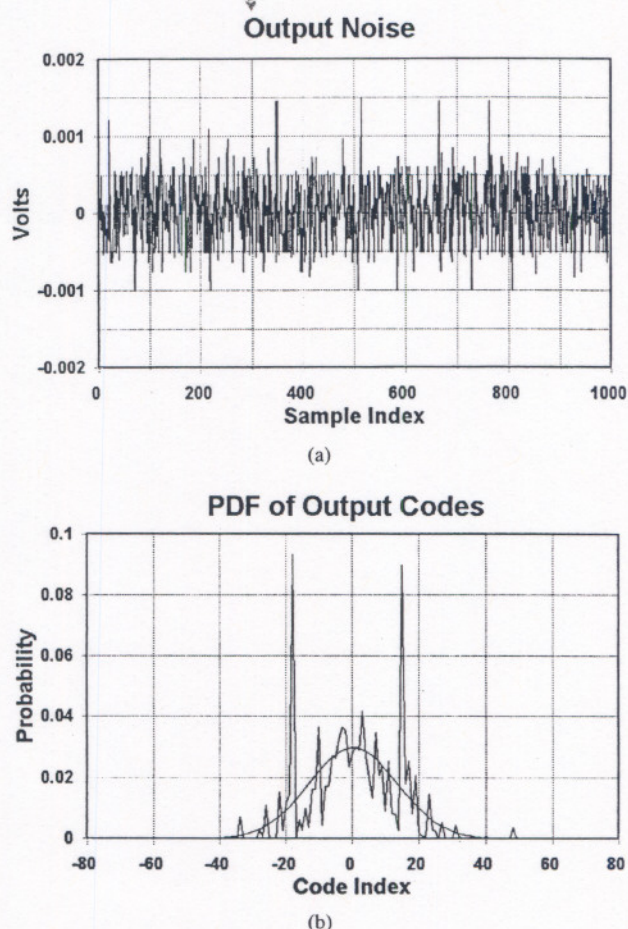 Output Noise
0.002
0.001
0
-0.001
-0.002
Volts
0 200 400 600 800 1000
Sample Index
(a)
PDF of Output Codes
0.1
0.08
0.06
0.04
0.02
0
Probability
-80 -60 -40 -20 0 20 40 60 80
Code Index
(b)